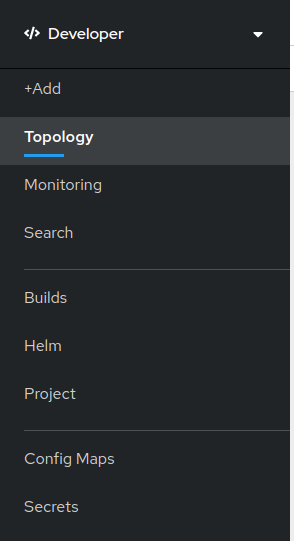 Developer
+Add
Topology
Monitoring
Search
Builds
Helm
Project
Config Maps
Secrets